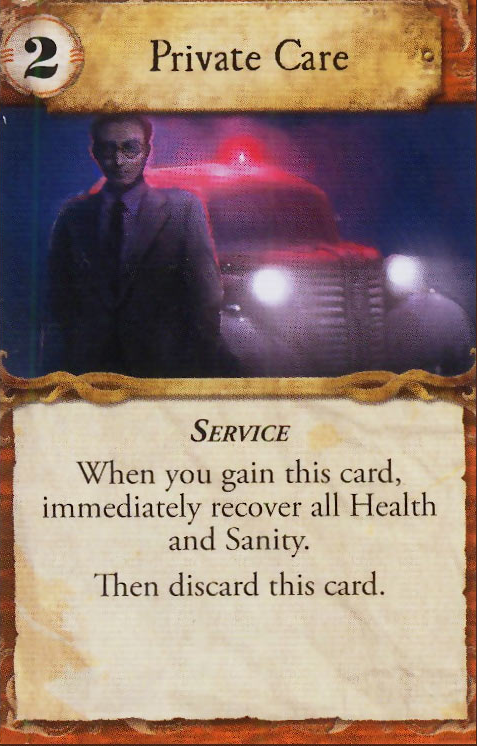 2
Private Care
SERVICE
When you gain this card,
immediately recover all Health
and Sanity.
Then discard this card.